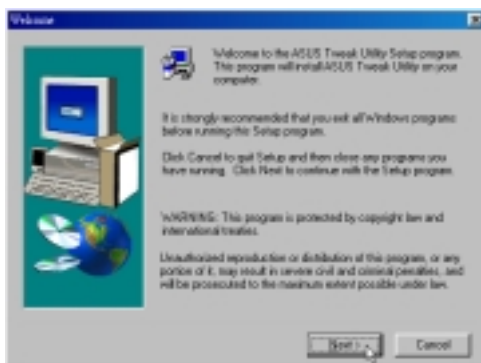 Welcome
Welcome to the ASUS Tweak Utility Setup program.
This program will install ASUS Tweak Utility on your
computer.
It is strongly recommended that you exit all Windows programs
before running this Setup program.
Click Cancel to quit Setup and then close any programs you
have running. Click Next to continue with the Setup program.
WARNING: This program is protected by copyright law and
international treaties.
Unauthorized reproduction or distribution of this program, or any
portion of it, may result in severe civil and criminal penalties, and
will be prosecuted to the maximum extent possible under law.
Next >
Cancel